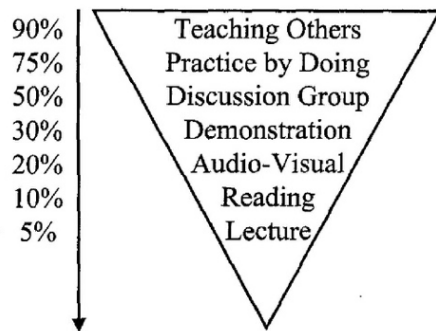 90% Teaching Others
75% Practice by Doing
50% Discussion Group
30% Demonstration
20% Audio-Visual
10% Reading
5% Lecture